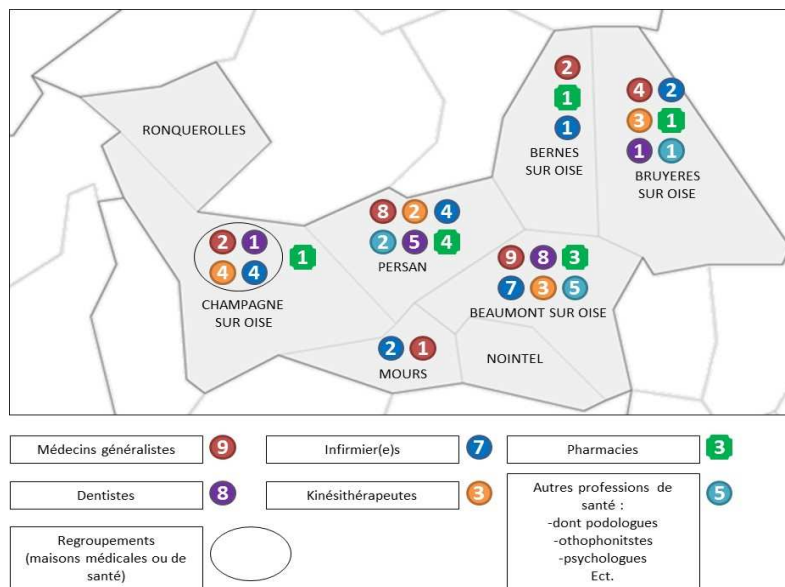 RONQUEROLLES
2
1
1
BERNES
SUR OISE
4 2
3 1
1 1
BRUYERES
SUR OISE
8 2 4
2 5 4
PERSAN
2 1
4 4
1
CHAMPAGNE
SUR OISE
9 8 3
7 3 5
BEAUMONT SUR OISE
2 1
MOURS
NOINTEL
Médecins généralistes 9
Infirmier(e)s 7
Pharmacies 3
Dentistes 8
Kinésithérapeutes 3
Autres professions de
santé :
-dont podologues
-othophonitstes
-psychologues
Ect.
5
Regroupements
(maisons médicales ou de
santé)